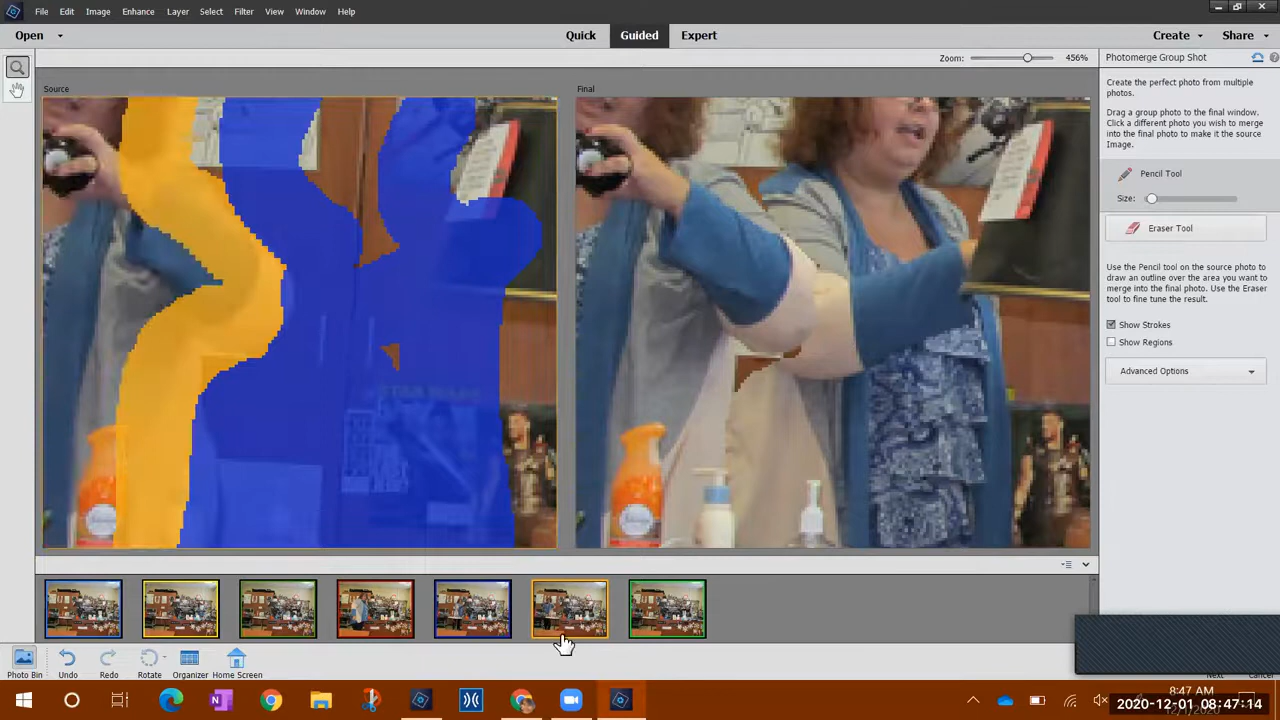 File Edit Image Enhance Layer Select Filter View Window Help
Open Quick Guided Expert Create Share
Zoom: 456%
Photomerge Group Shot
Source
Final
Create the perfect photo from multiple
photos.
Drag a group photo to the final window.
Click a different photo you wish to merge
into the final photo to make it the source
Image.
Pencil Tool
Size:
Eraser Tool
Use the Pencil tool on the source photo to
draw an outline over the area you want to
merge into the final photo. Use the Eraser
tool to fine tune the result.
Show Strokes
Show Regions
Advanced Options
Photo Bin Undo Redo Rotate Organizer Home Screen
8:47 AM
2020-12-01 08:47:14